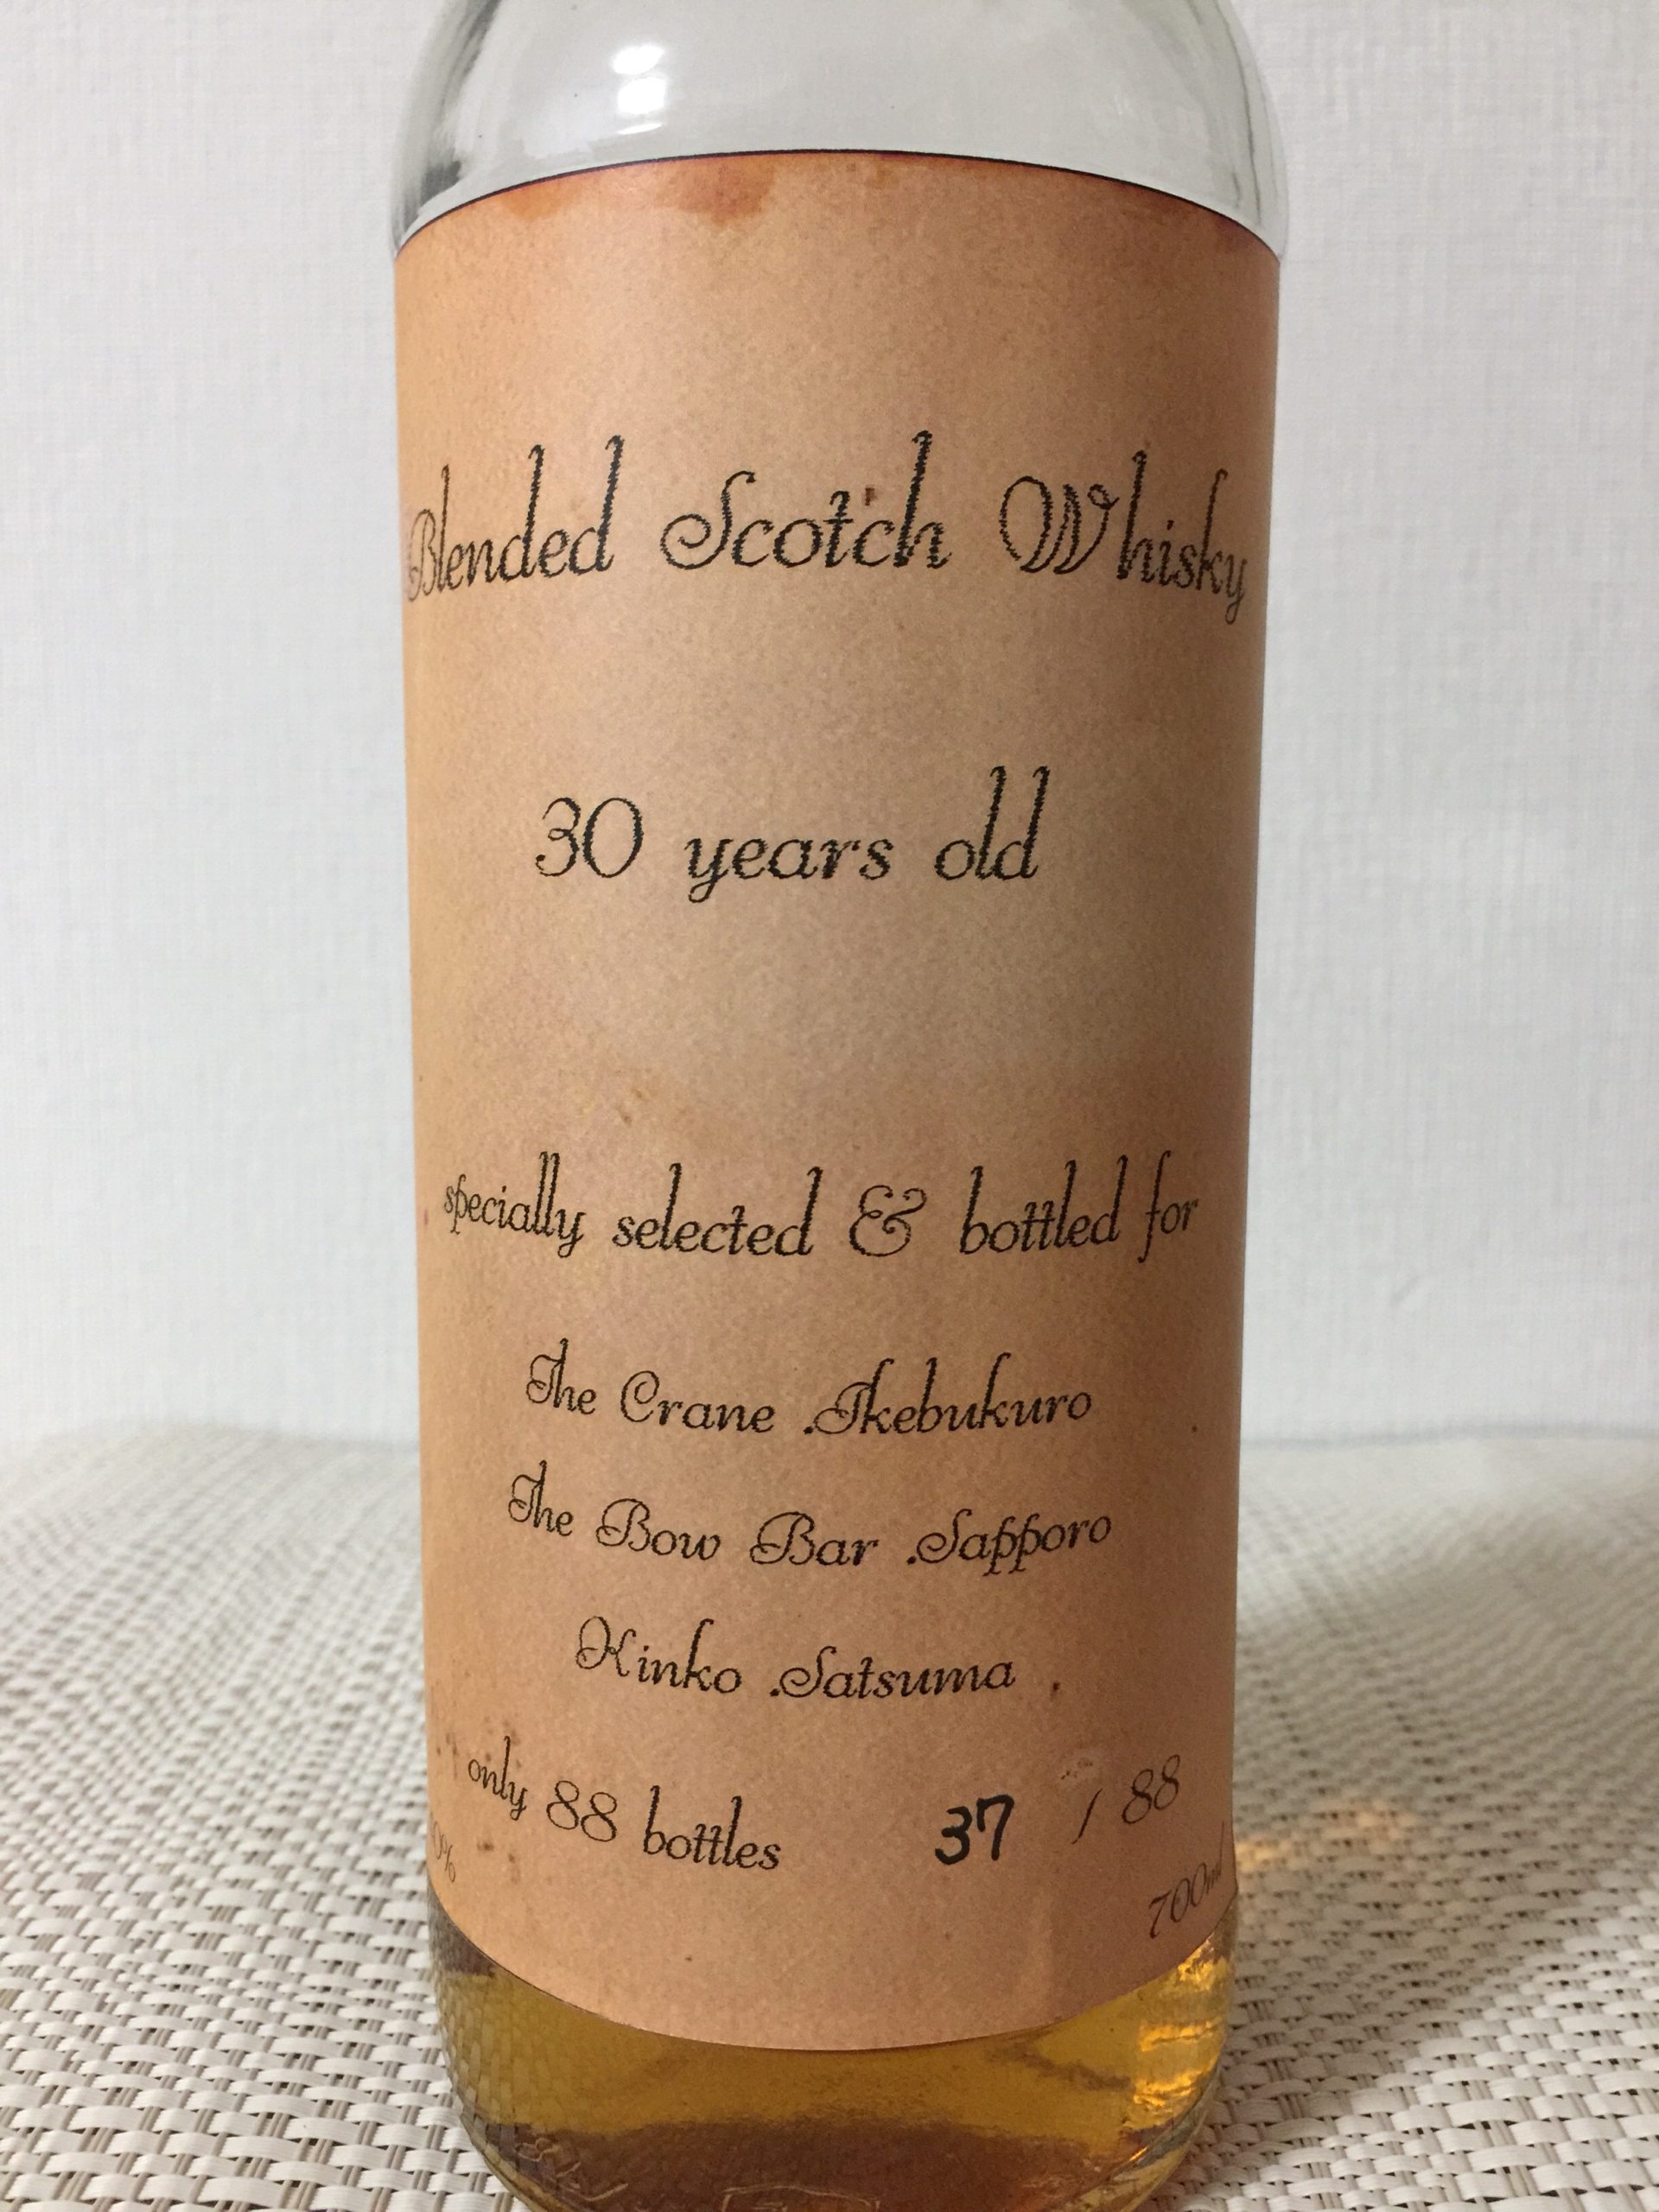 Blended Scotch Whisky
30 years old
specially selected & bottled for
The Crane .Ikebukuro
The Bow Bar .Sapporo
Kinko .Satsuma
only 88 bottles 37 / 88
700ml